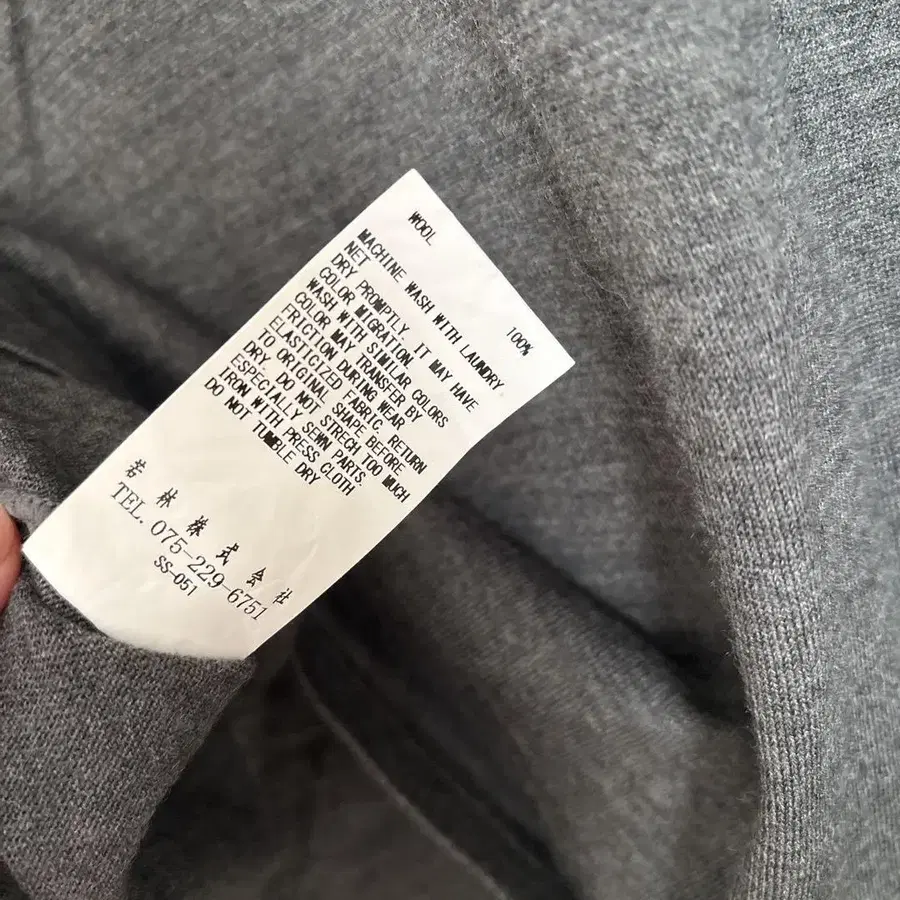 WOOL 100%
MACHINE WASH WITH LAUNDRY
NET
DRY PROMPTLY. IT MAY HAVE
COLOR MIGRATION.
WASH WITH SIMILAR COLORS
COLOR MAY TRANSFER BY
FRICTION DURING WEAR
ELASTICIZED FABRIC. RETURN
TO ORIGINAL SHAPE BEFORE
DRY. DO NOT STRECH TOO MUCH
ESPECIALLY SEWN PARTS.
IRON WITH PRESS CLOTH
DO NOT TUMBLE DRY
若林株式会社
TEL. 075-229-6751
SS-051